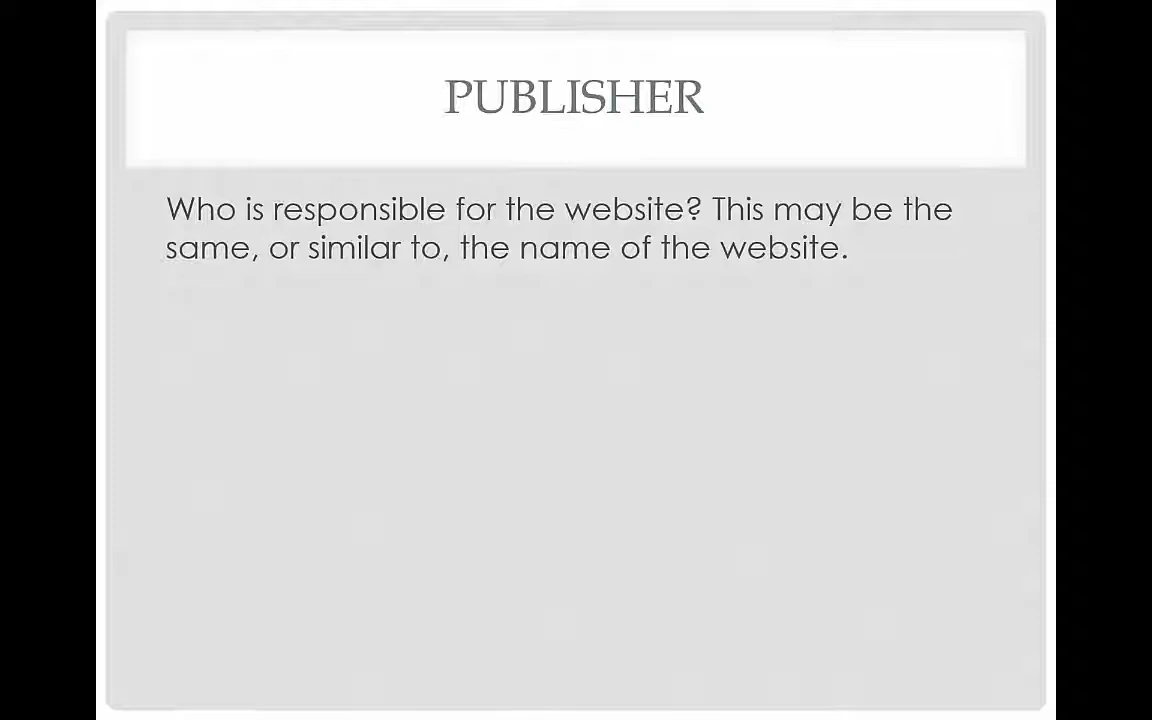 PUBLISHER
Who is responsible for the website? This may be the
same, or similar to, the name of the website.